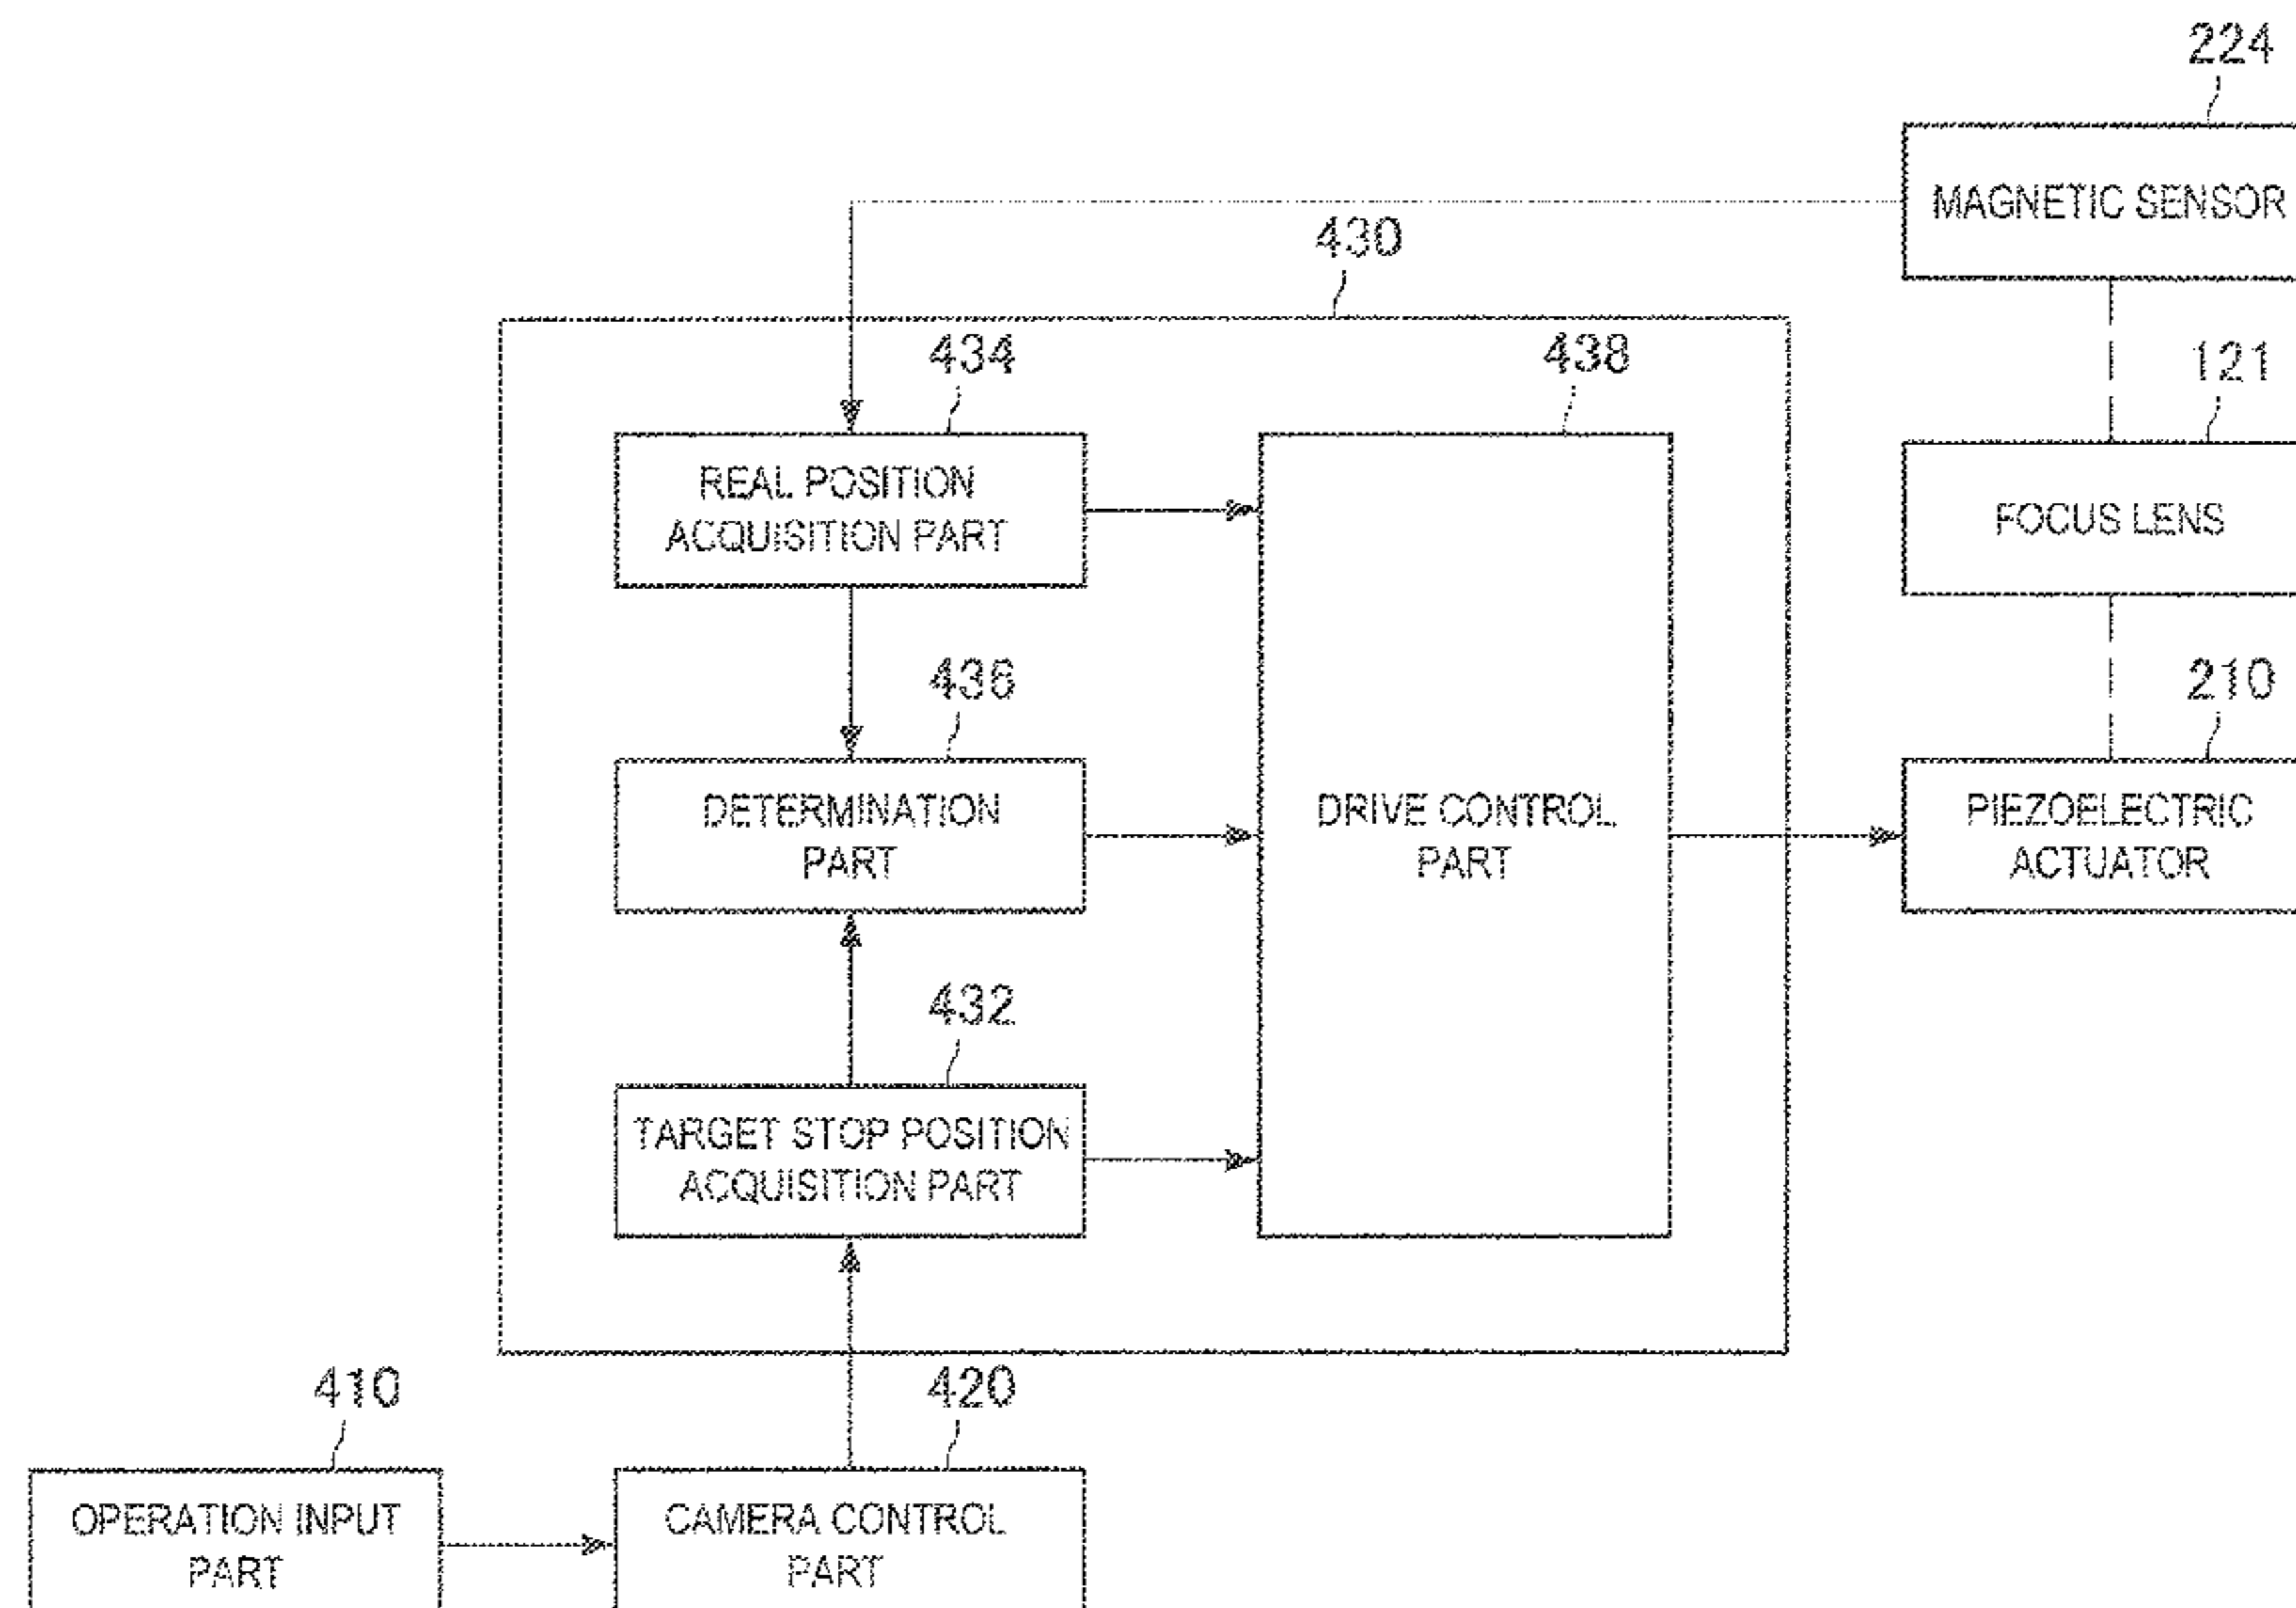 224
MAGNETIC SENSOR
430
434
438
121
REAL POSITION
ACQUISITION PART
FOCUS LENS
436
210
DETERMINATION
PART
DRIVE CONTROL
PART
PIEZOELECTRIC
ACTUATOR
432
TARGET STOP POSITION
ACQUISITION PART
410
420
OPERATION INPUT
PART
CAMERA CONTROL
PART